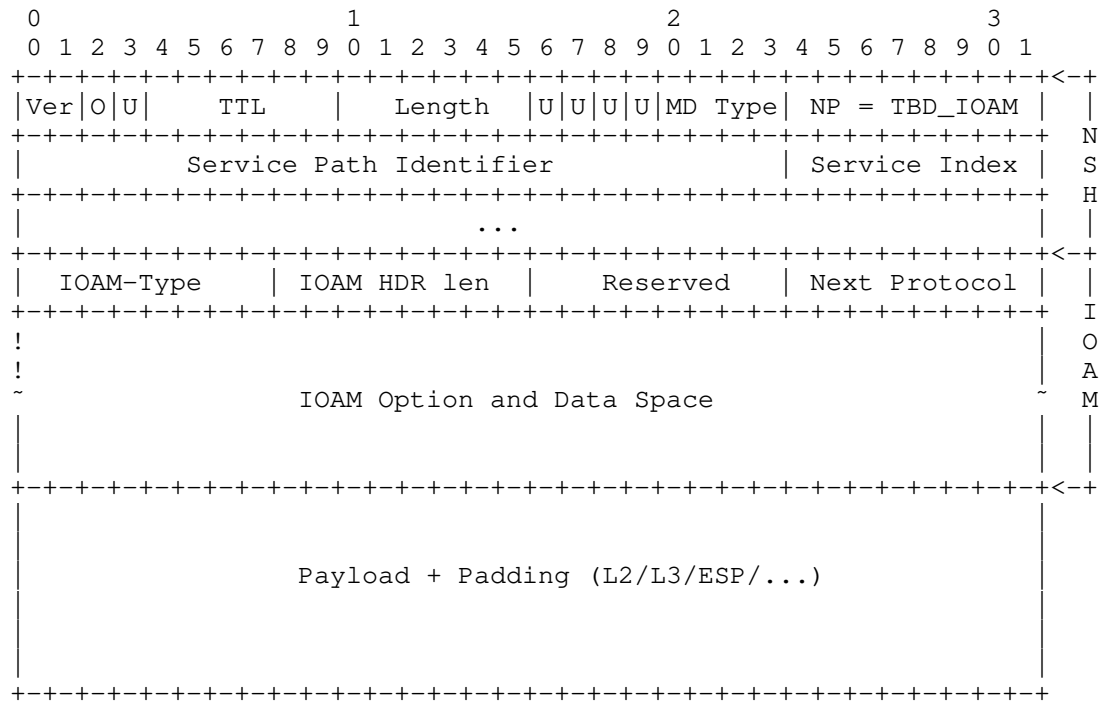 0                   1                   2                   3
 0 1 2 3 4 5 6 7 8 9 0 1 2 3 4 5 6 7 8 9 0 1 2 3 4 5 6 7 8 9 0 1
+-+-+-+-+-+-+-+-+-+-+-+-+-+-+-+-+-+-+-+-+-+-+-+-+-+-+-+-+-+-+-+-+<-+
|Ver|O|U|    TTL    |   Length  |U|U|U|U|MD Type| NP = TBD_IOAM |  |
+-+-+-+-+-+-+-+-+-+-+-+-+-+-+-+-+-+-+-+-+-+-+-+-+-+-+-+-+-+-+-+-+  N
|          Service Path Identifier              | Service Index |  S
+-+-+-+-+-+-+-+-+-+-+-+-+-+-+-+-+-+-+-+-+-+-+-+-+-+-+-+-+-+-+-+-+  H
|                            ...                                |  |
+-+-+-+-+-+-+-+-+-+-+-+-+-+-+-+-+-+-+-+-+-+-+-+-+-+-+-+-+-+-+-+-+<-+
|  IOAM-Type    | IOAM HDR len  |    Reserved   | Next Protocol |  |
+-+-+-+-+-+-+-+-+-+-+-+-+-+-+-+-+-+-+-+-+-+-+-+-+-+-+-+-+-+-+-+-+  I
!                                                               |  O
!                                                               |  A
~                 IOAM Option and Data Space                    ~  M
|                                                               |  |
|                                                               |  |
+-+-+-+-+-+-+-+-+-+-+-+-+-+-+-+-+-+-+-+-+-+-+-+-+-+-+-+-+-+-+-+-+<-+
|                                                               |
|                                                               |
|                 Payload + Padding (L2/L3/ESP/...)             |
|                                                               |
|                                                               |
|                                                               |
+-+-+-+-+-+-+-+-+-+-+-+-+-+-+-+-+-+-+-+-+-+-+-+-+-+-+-+-+-+-+-+-+